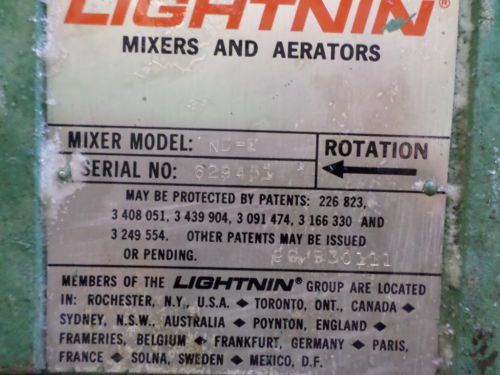 LIGHTNIN®
MIXERS AND AERATORS
MIXER MODEL:
ROTATION
SERIAL NO:
MAY BE PROTECTED BY PATENTS: 226 823,
3 408 051, 3 439 904, 3 091 474, 3 166 330 AND
3 249 554. OTHER PATENTS MAY BE ISSUED
OR PENDING.
MEMBERS OF THE LIGHTNIN® GROUP ARE LOCATED
IN: ROCHESTER, N.Y., U.S.A. ◆ TORONTO, ONT., CANADA ◆
SYDNEY, N.S.W., AUSTRALIA ◆ POYNTON, ENGLAND ◆
FRAMERIES, BELGIUM ◆ FRANKFURT, GERMANY ◆ PARIS,
FRANCE ◆ SOLNA, SWEDEN ◆ MEXICO, D.F.